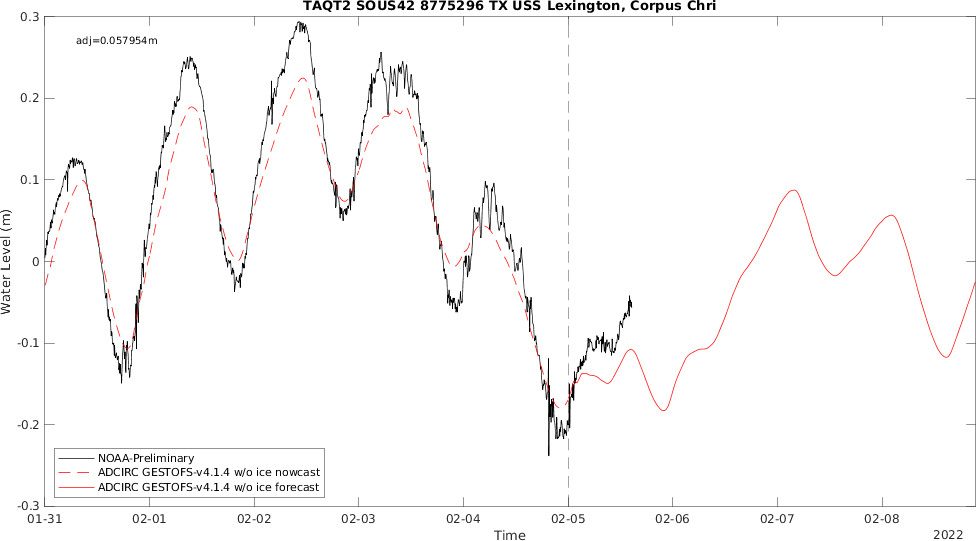 TAQT2 SOUS42 8775296 TX USS Lexington, Corpus Chri
adj=0.057954m
0.3
0.2
0.1
0
-0.1
-0.2
-0.3
Water Level (m)
NOAA-Preliminary
ADCIRC GESTOFS-v4.1.4 w/o ice nowcast
ADCIRC GESTOFS-v4.1.4 w/o ice forecast
01-31 02-01 02-02 02-03 02-04 02-05 02-06 02-07 02-08
Time
2022